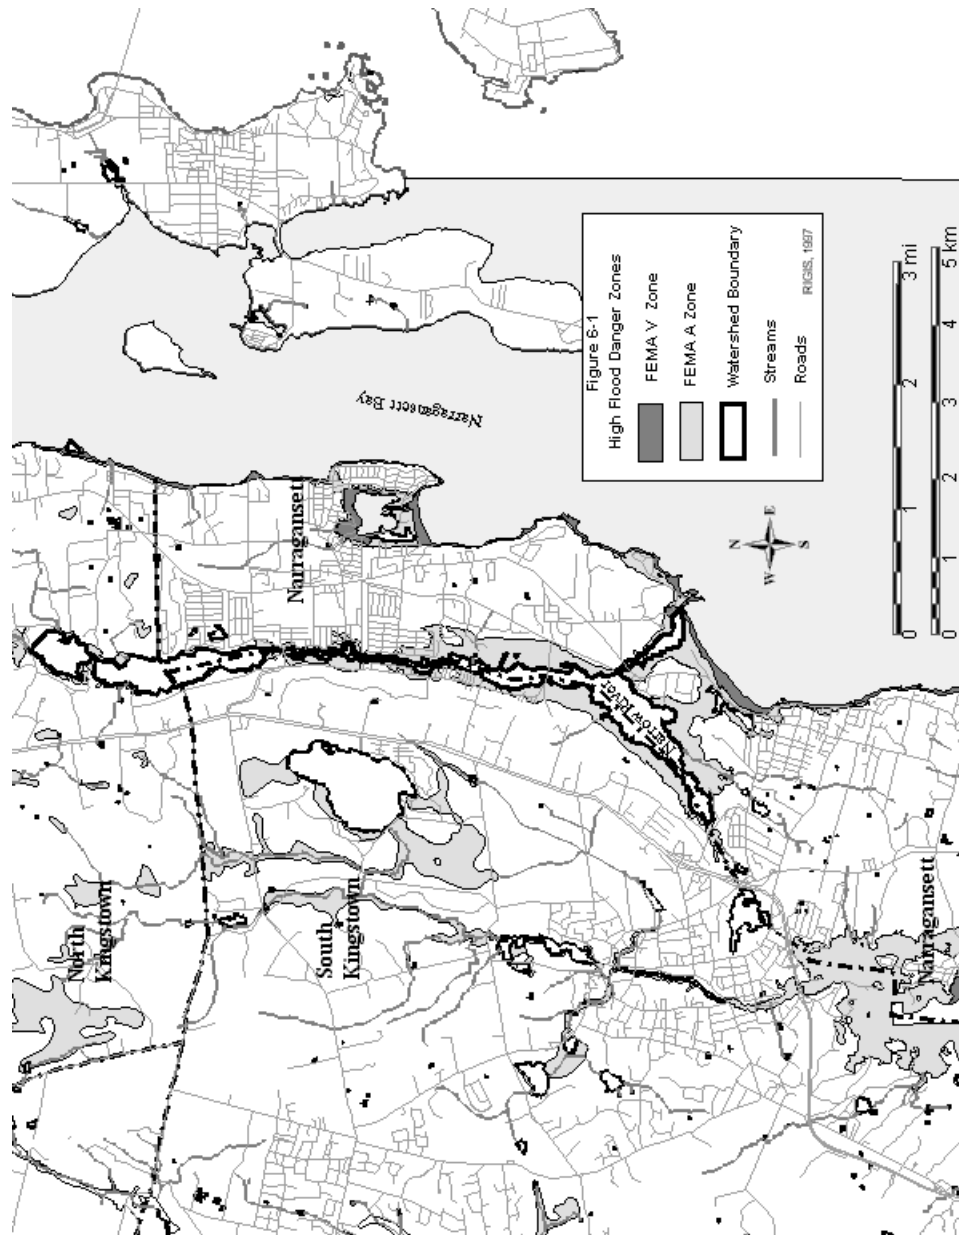 North
Kingstown
South
Kingstown
Narragansett
Narragansett Bay
Narrow River
Narragansett
Figure 6-1
High Flood Danger Zones
FEMA V Zone
FEMA A Zone
Watershed Boundary
Streams
Roads
RIGIS, 1997
N
W E
S
0 1 2 3 mi
0 1 2 3 4 5 km